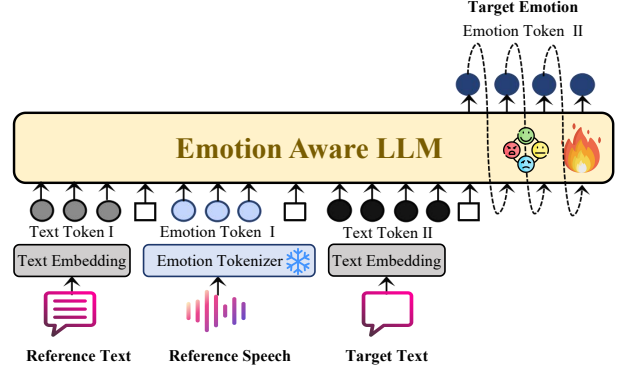 Target Emotion
Emotion Token II
Emotion Aware LLM
Text Token I
Emotion Token I
Text Token II
Text Embedding
Emotion Tokenizer
Text Embedding
Reference Text
Reference Speech
Target Text